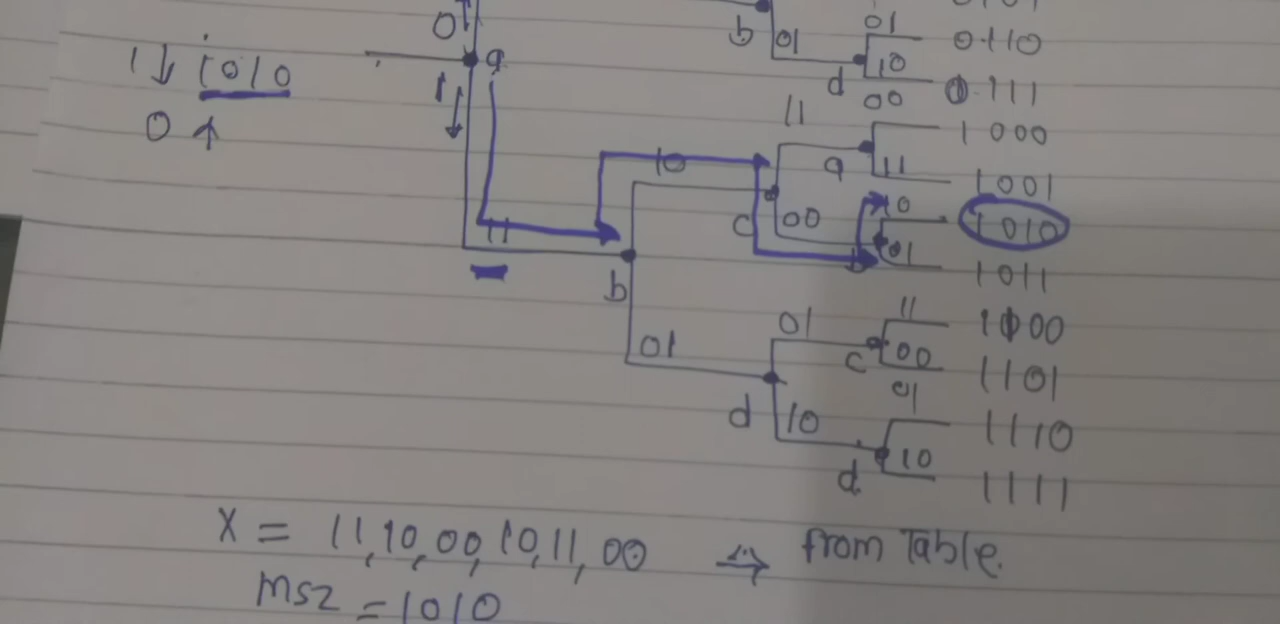 0
01
0110
b
01
10
d
0111
1 ↓ 1010
a
0 ↑
1 ↓
00
1000
11
a
11
1001
10
10
1010
c
00
b
01
1011
11
b
11
1100
01
01
c
00
1101
01
1110
d
10
10
d
1111
X = 11,10,00,10,11,00 ⇒ from Table.
msz = 1010